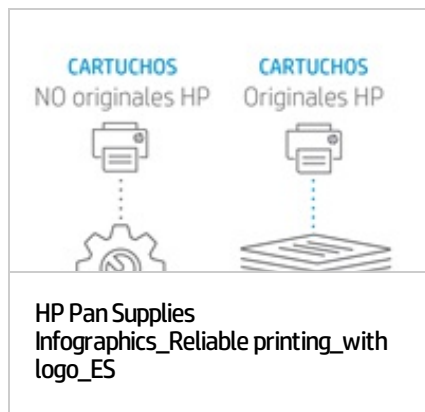 CARTUCHOS
NO originales HP
CARTUCHOS
Originales HP
HP Pan Supplies
Infographics_Reliable printing_with
logo_ES